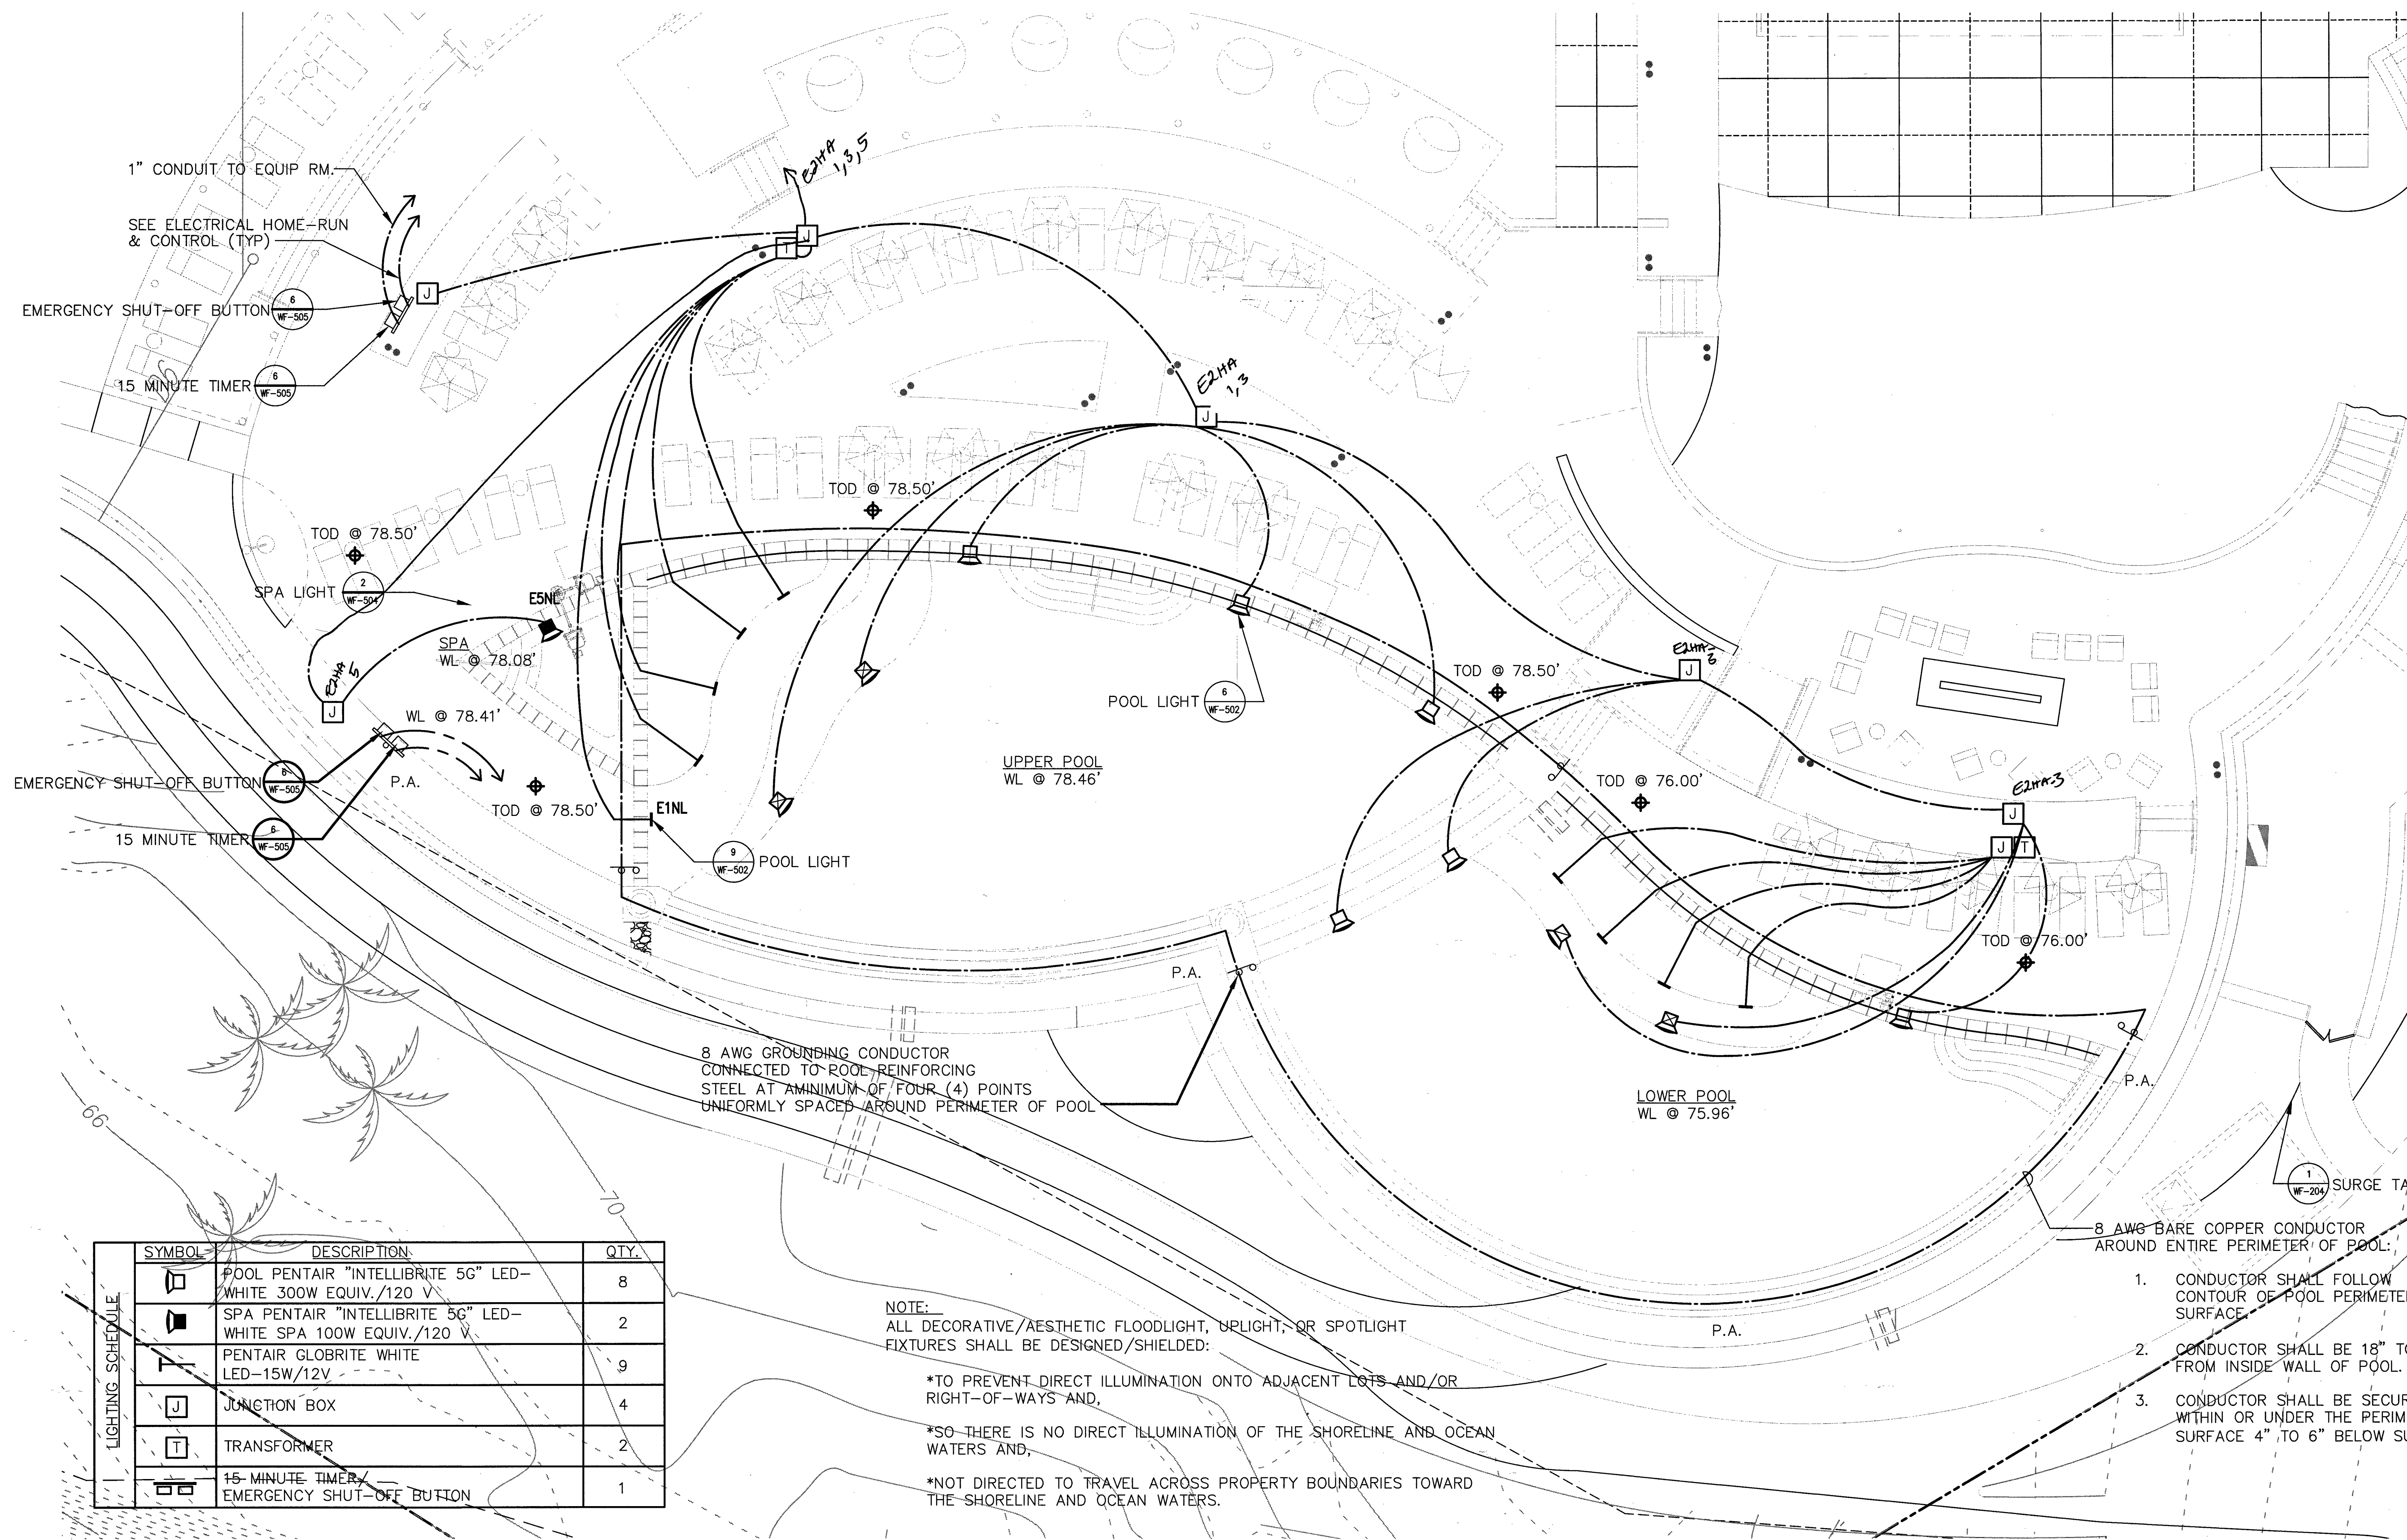 1" CONDUIT TO EQUIP RM.
SEE ELECTRICAL HOME-RUN
& CONTROL (TYP)
EMERGENCY SHUT-OFF BUTTON
6
WF-505
15 MINUTE TIMER
6
WF-505
E2HA
1,3,5
J
T
J
E2HA
1,3
J
TOD @ 78.50'
TOD @ 78.50'
SPA LIGHT
2
WF-504
E5NL
SPA
WL @ 78.08'
E2HA
5
J
WL @ 78.41'
EMERGENCY SHUT-OFF BUTTON
6
WF-505
P.A.
TOD @ 78.50'
15 MINUTE TIMER
6
WF-505
E1NL
9
WF-502
POOL LIGHT
UPPER POOL
WL @ 78.46'
POOL LIGHT
6
WF-502
TOD @ 78.50'
E2HA-3
J
TOD @ 76.00'
E2HA-3
J
J
T
TOD @ 76.00'
P.A.
8 AWG GROUNDING CONDUCTOR
CONNECTED TO POOL REINFORCING
STEEL AT AMINIMUM OF FOUR (4) POINTS
UNIFORMLY SPACED AROUND PERIMETER OF POOL
LOWER POOL
WL @ 75.96'
P.A.
P.A.
66
70
1
WF-204
SURGE TA
8 AWG BARE COPPER CONDUCTOR
AROUND ENTIRE PERIMETER OF POOL:
1. CONDUCTOR SHALL FOLLOW
CONTOUR OF POOL PERIMETE
SURFACE.
2. CONDUCTOR SHALL BE 18" TO
FROM INSIDE WALL OF POOL.
3. CONDUCTOR SHALL BE SECUR
WITHIN OR UNDER THE PERIM
SURFACE 4" TO 6" BELOW SU
LIGHTING SCHEDULE
SYMBOL DESCRIPTION QTY.
POOL PENTAIR "INTELLIBRITE 5G" LED-
WHITE 300W EQUIV./120 V 8
SPA PENTAIR "INTELLIBRITE 5G" LED-
WHITE SPA 100W EQUIV./120 V 2
PENTAIR GLOBRITE WHITE
LED-15W/12V 9
J JUNCTION BOX 4
T TRANSFORMER 2
15 MINUTE TIMER/
EMERGENCY SHUT-OFF BUTTON 1
NOTE:
ALL DECORATIVE/AESTHETIC FLOODLIGHT, UPLIGHT, OR SPOTLIGHT
FIXTURES SHALL BE DESIGNED/SHIELDED:
*TO PREVENT DIRECT ILLUMINATION ONTO ADJACENT LOTS AND/OR
RIGHT-OF-WAYS AND,
*SO THERE IS NO DIRECT ILLUMINATION OF THE SHORELINE AND OCEAN
WATERS AND,
*NOT DIRECTED TO TRAVEL ACROSS PROPERTY BOUNDARIES TOWARD
THE SHORELINE AND OCEAN WATERS.